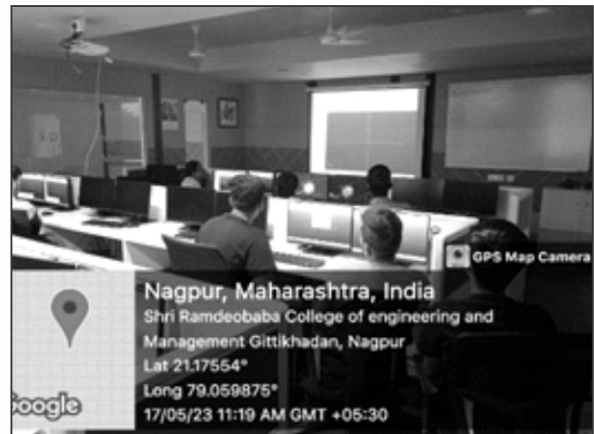 GPS Map Camera
Nagpur, Maharashtra, India
Shri Ramdeobaba College of engineering and
Management Gittikhadan, Nagpur
Lat 21.17554°
Long 79.059875°
17/05/23 11:19 AM GMT +05:30
Google